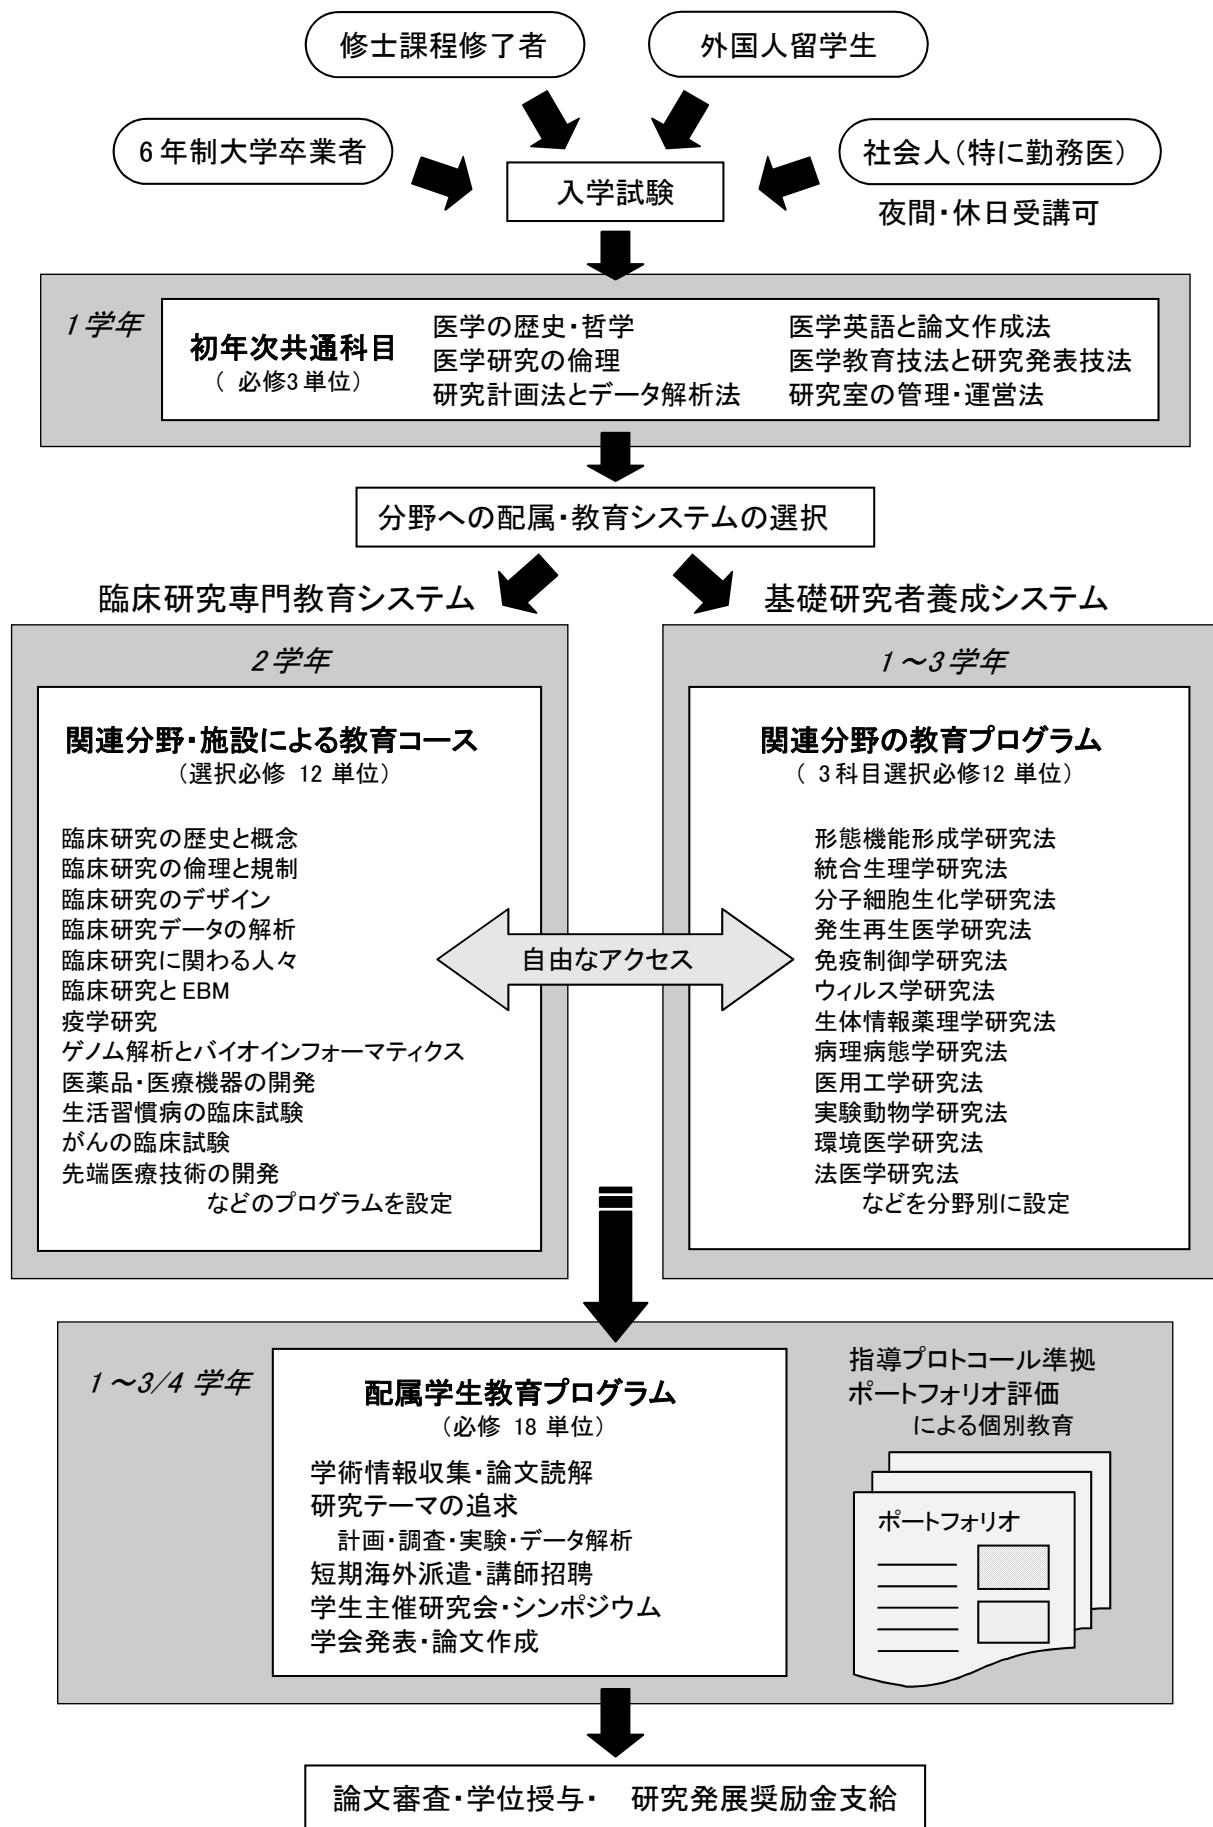 修士課程修了者
外国人留学生
6年制大学卒業者
社会人（特に勤務医）
入学試験
夜間・休日受講可
1学年
初年次共通科目
（ 必修3単位）
医学の歴史・哲学
医学研究の倫理
研究計画法とデータ解析法
医学英語と論文作成法
医学教育技法と研究発表技法
研究室の管理・運営法
分野への配属・教育システムの選択
臨床研究専門教育システム
2学年
関連分野・施設による教育コース
（選択必修 12 単位）
臨床研究の歴史と概念
臨床研究の倫理と規制
臨床研究のデザイン
臨床研究データの解析
臨床研究に関わる人々
臨床研究とEBM
疫学研究
ゲノム解析とバイオインフォーマティクス
医薬品・医療機器の開発
生活習慣病の臨床試験
がんの臨床試験
先端医療技術の開発
などのプログラムを設定
自由なアクセス
基礎研究者養成システム
1～3学年
関連分野の教育プログラム
（ 3科目選択必修12 単位）
形態機能形成学研究法
統合生理学研究法
分子細胞生化学研究法
発生再生医学研究法
免疫制御学研究法
ウィルス学研究法
生体情報薬理学研究法
病理病態学研究法
医用工学研究法
実験動物学研究法
環境医学研究法
法医学研究法
などを分野別に設定
1～3/4 学年
配属学生教育プログラム
（必修 18 単位）
学術情報収集・論文読解
研究テーマの追求
計画・調査・実験・データ解析
短期海外派遣・講師招聘
学生主催研究会・シンポジウム
学会発表・論文作成
指導プロトコール準拠
ポートフォリオ評価
による個別教育
ポートフォリオ
論文審査・学位授与・ 研究発展奨励金支給